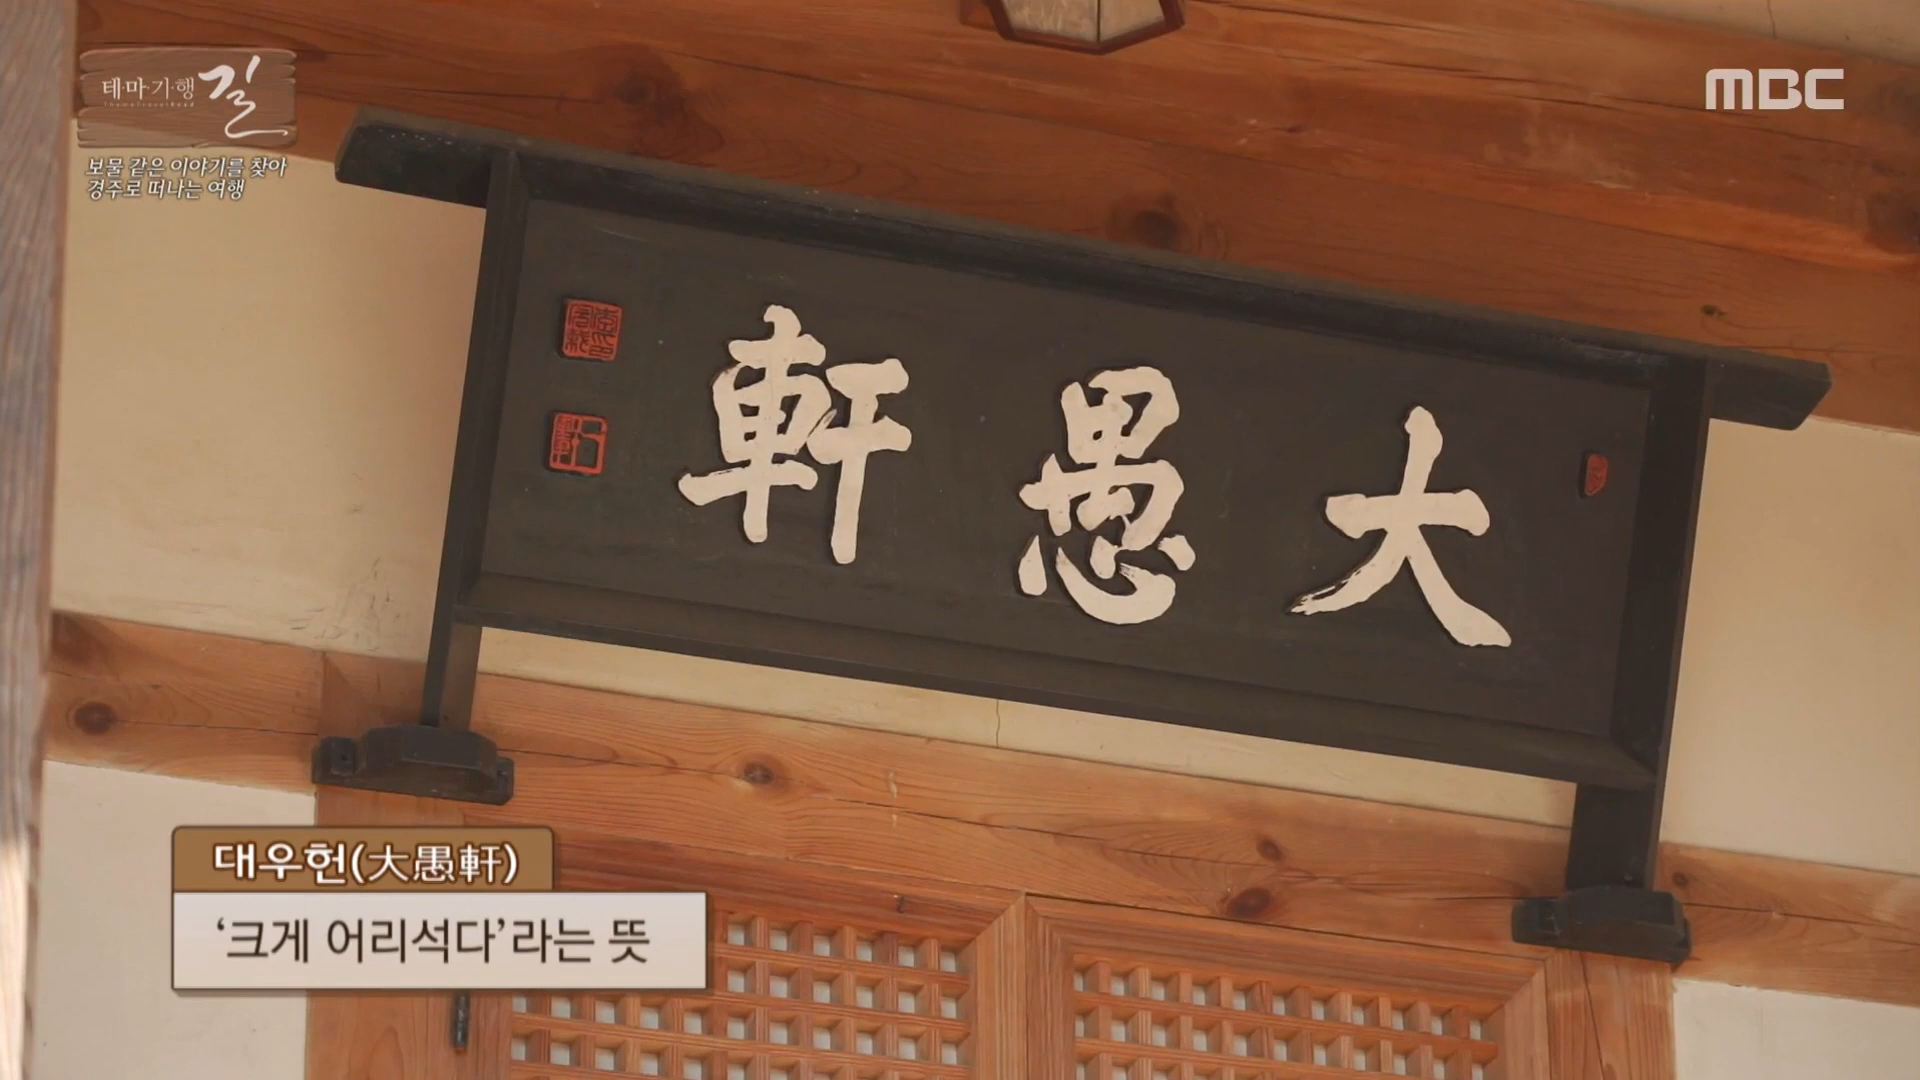 테·마·기·행 길
ThemeTravelRoad
보물 같은 이야기를 찾아
경주로 떠나는 여행
MBC
大愚軒
대우헌(大愚軒)
‘크게 어리석다’라는 뜻